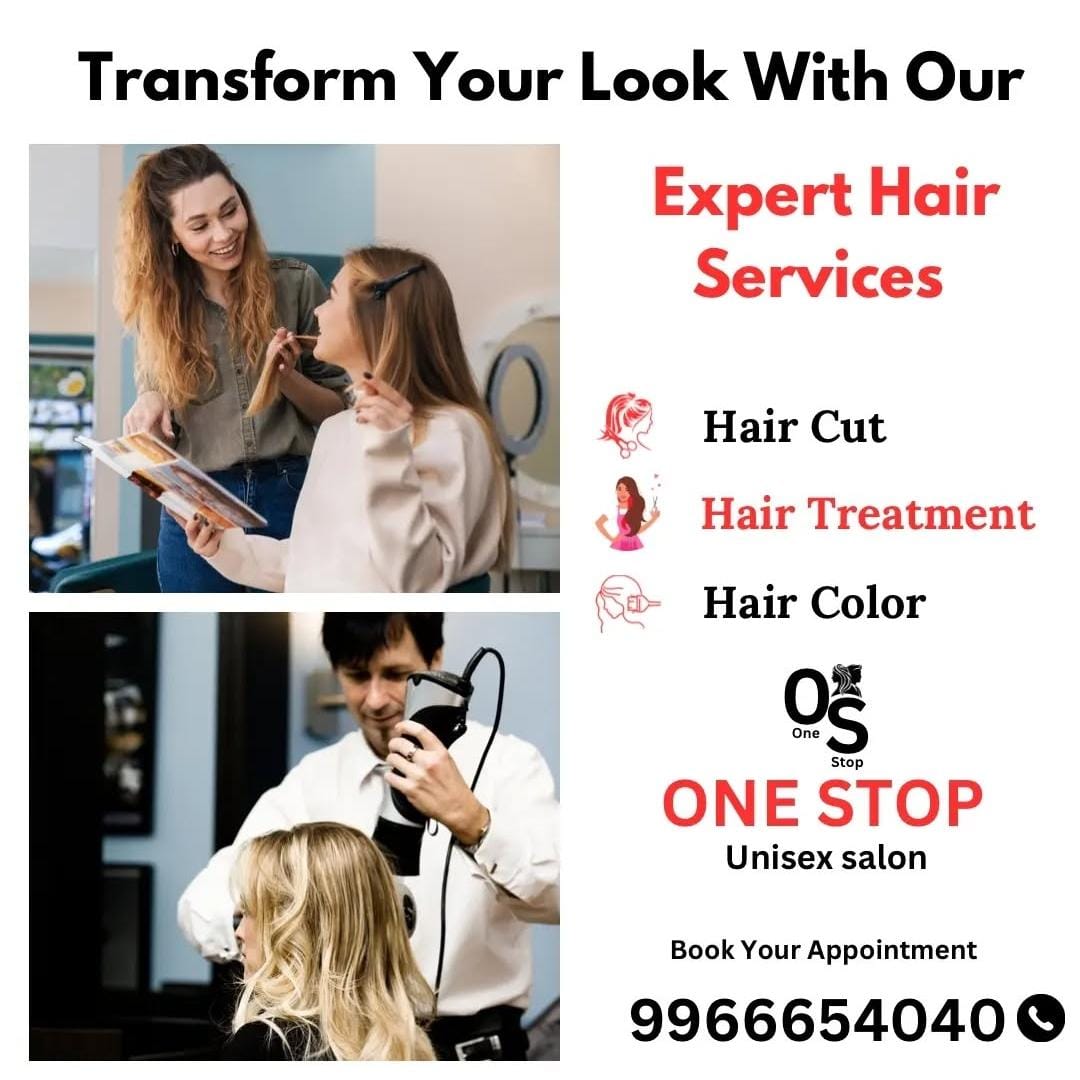 Transform Your Look With Our
Expert Hair
Services
Hair Cut
Hair Treatment
Hair Color
OS
One
Stop
ONE STOP
Unisex salon
Book Your Appointment
9966654040